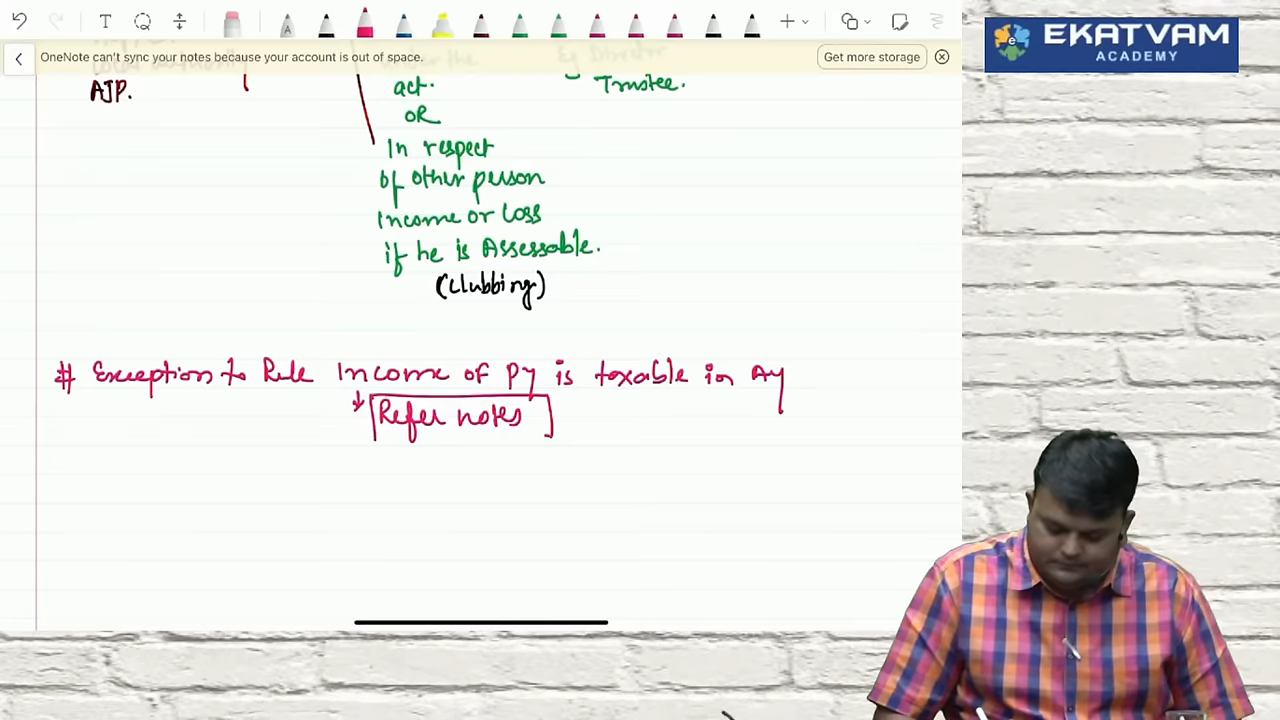 EKATVAM
ACADEMY
OneNote can't sync your notes because your account is out of space.
Get more storage
AJP.
act.
Trustee.
OR
In respect
of other person
Income or Loss
if he is Assessable.
(Clubbing)
# Exception to Rule Income of Py is taxable in Ay
Refer notes